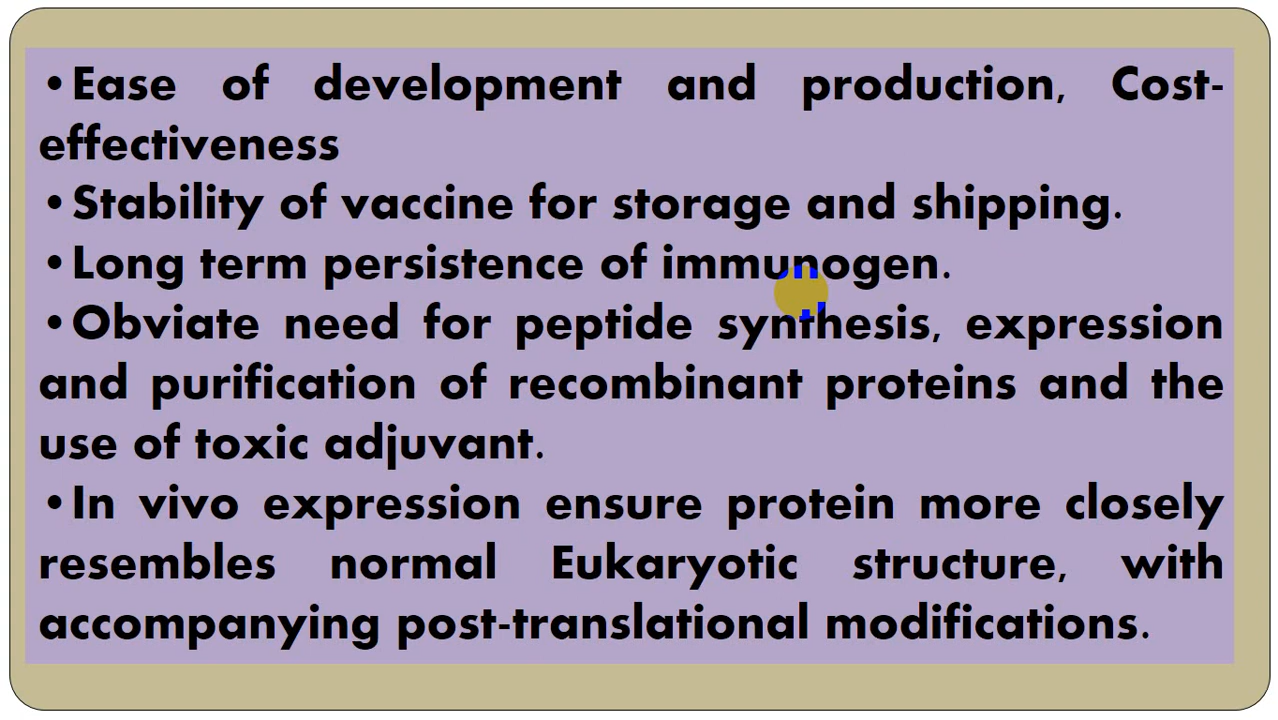 •Ease of development and production, Cost-
effectiveness
•Stability of vaccine for storage and shipping.
•Long term persistence of immunogen.
•Obviate need for peptide synthesis, expression
and purification of recombinant proteins and the
use of toxic adjuvant.
•In vivo expression ensure protein more closely
resembles normal Eukaryotic structure, with
accompanying post-translational modifications.